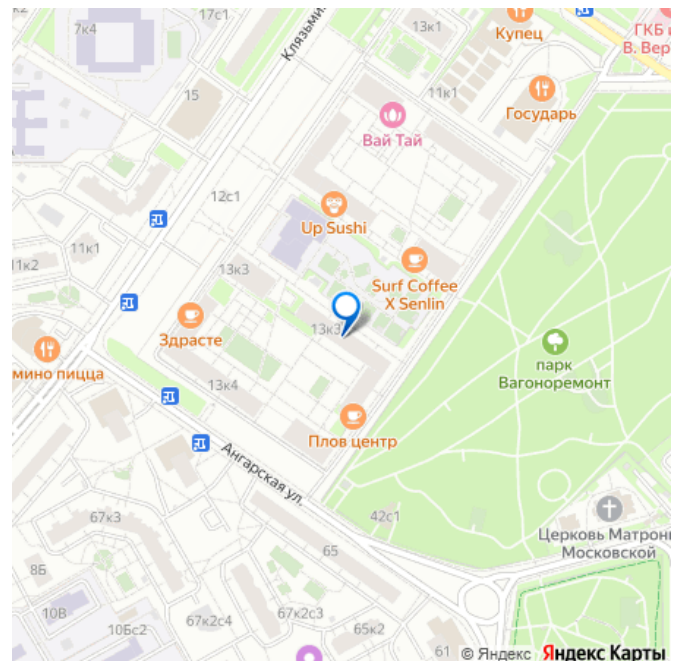 17с1
7к4
Клязьми
13к1
Купец
ГКБ и
В. Вер
15
11к1
Государь
Вай Тай
12с1
Up Sushi
11к1
11к2
13к3
Surf Coffee
X Senlin
Здрасте
13к3
мино пицца
парк
Вагоноремонт
13к4
Плов центр
Ангарская ул.
67к3
42с1
Церковь Матрон
Московской
65
8Б
10В
10Бс2
67к2с4
67к2с3
65к2
© Яндекс Яндекс Карты